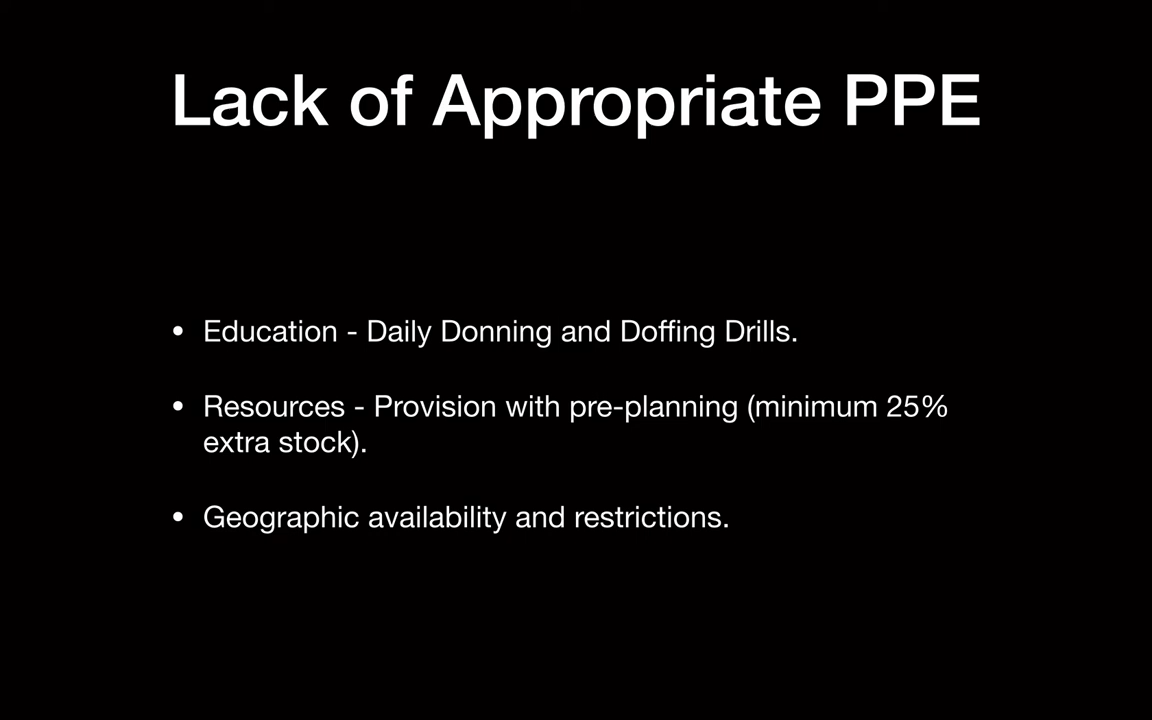 Lack of Appropriate PPE
• Education - Daily Donning and Doffing Drills.
• Resources - Provision with pre-planning (minimum 25%
extra stock).
• Geographic availability and restrictions.